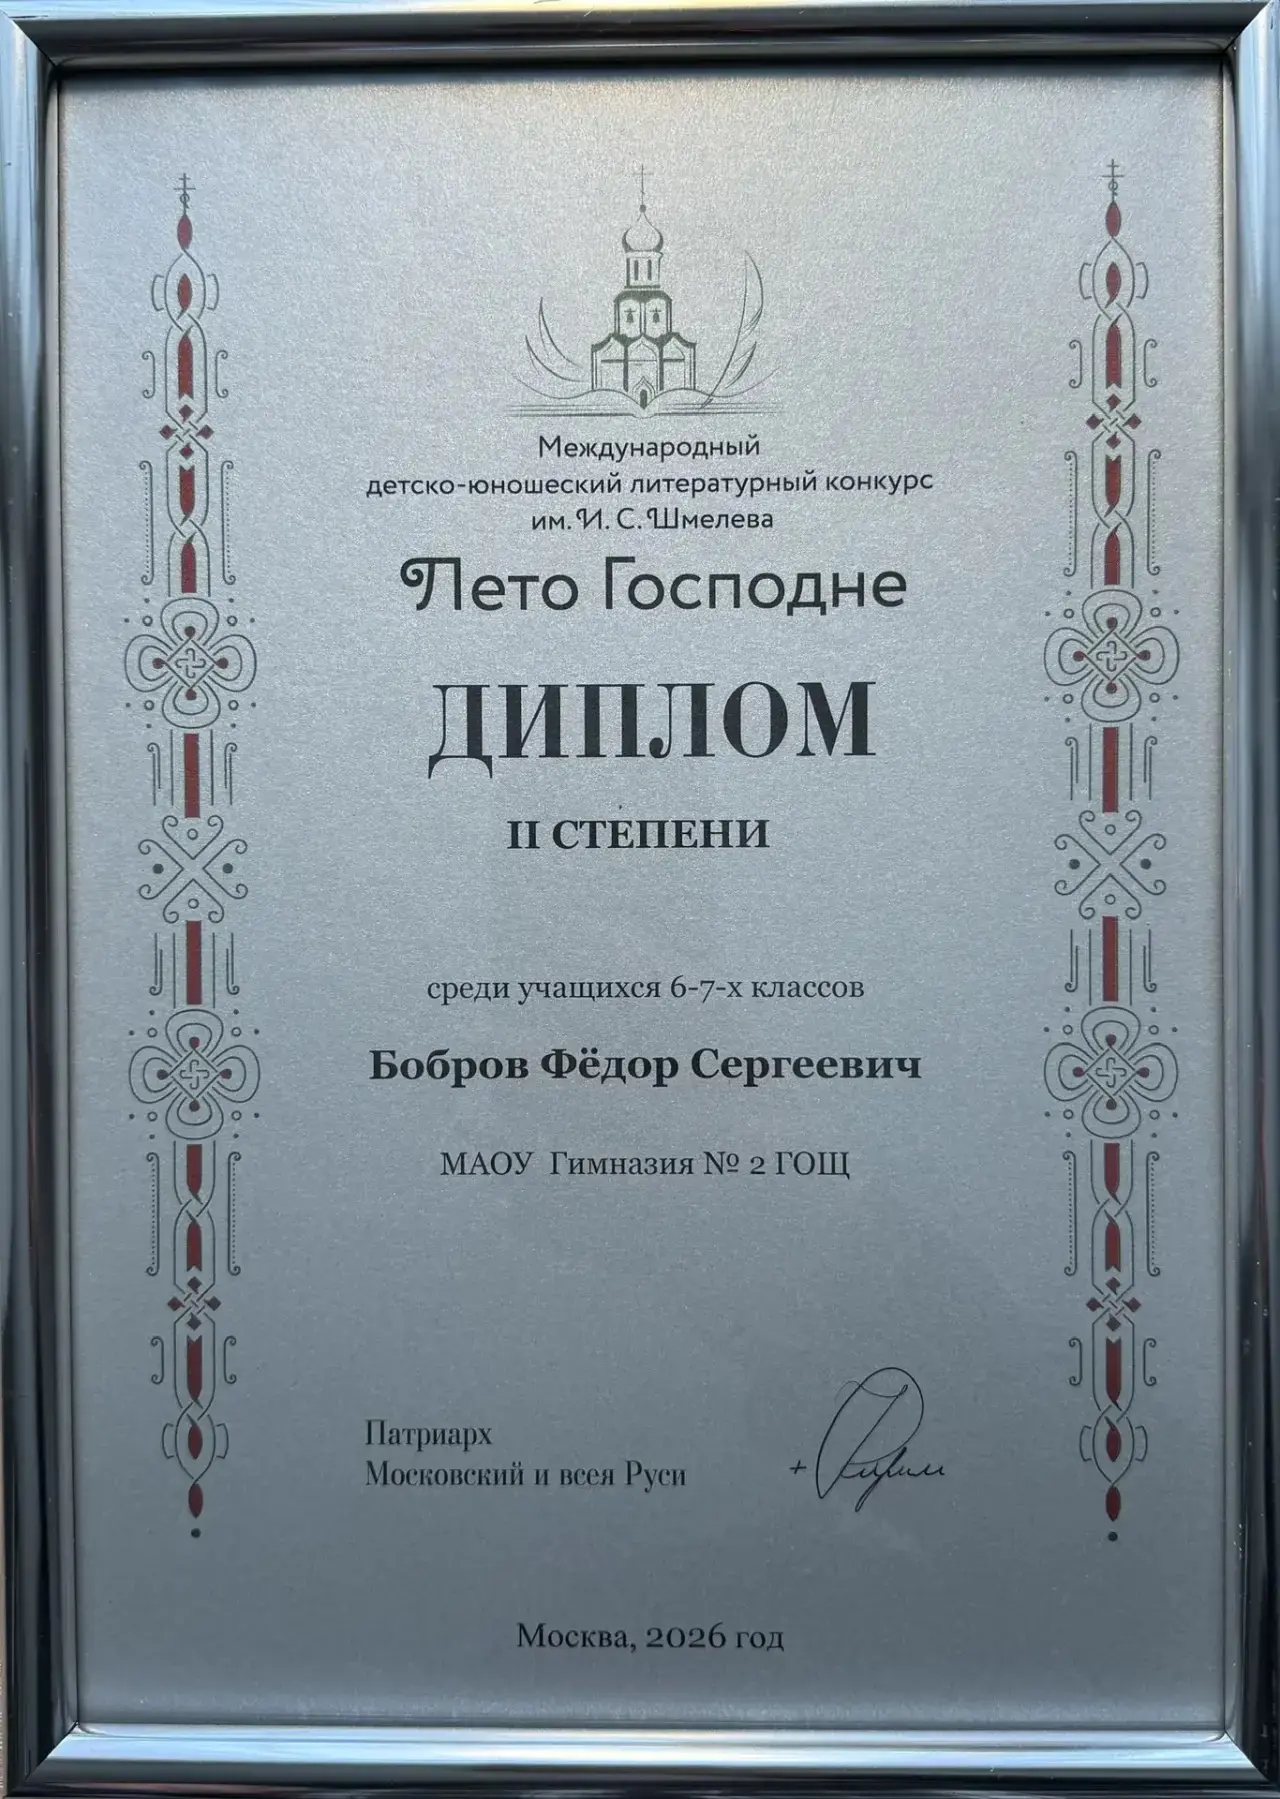 Международный
детско-юношеский литературный конкурс
им. И. С. Шмелева
Лето Господне
ДИПЛОМ
II СТЕПЕНИ
среди учащихся 6-7-х классов
Бобров Фёдор Сергеевич
МАОУ Гимназия № 2 ГОЩ
Патриарх
Московский и всея Руси
+ Кирилл
Москва, 2026 год